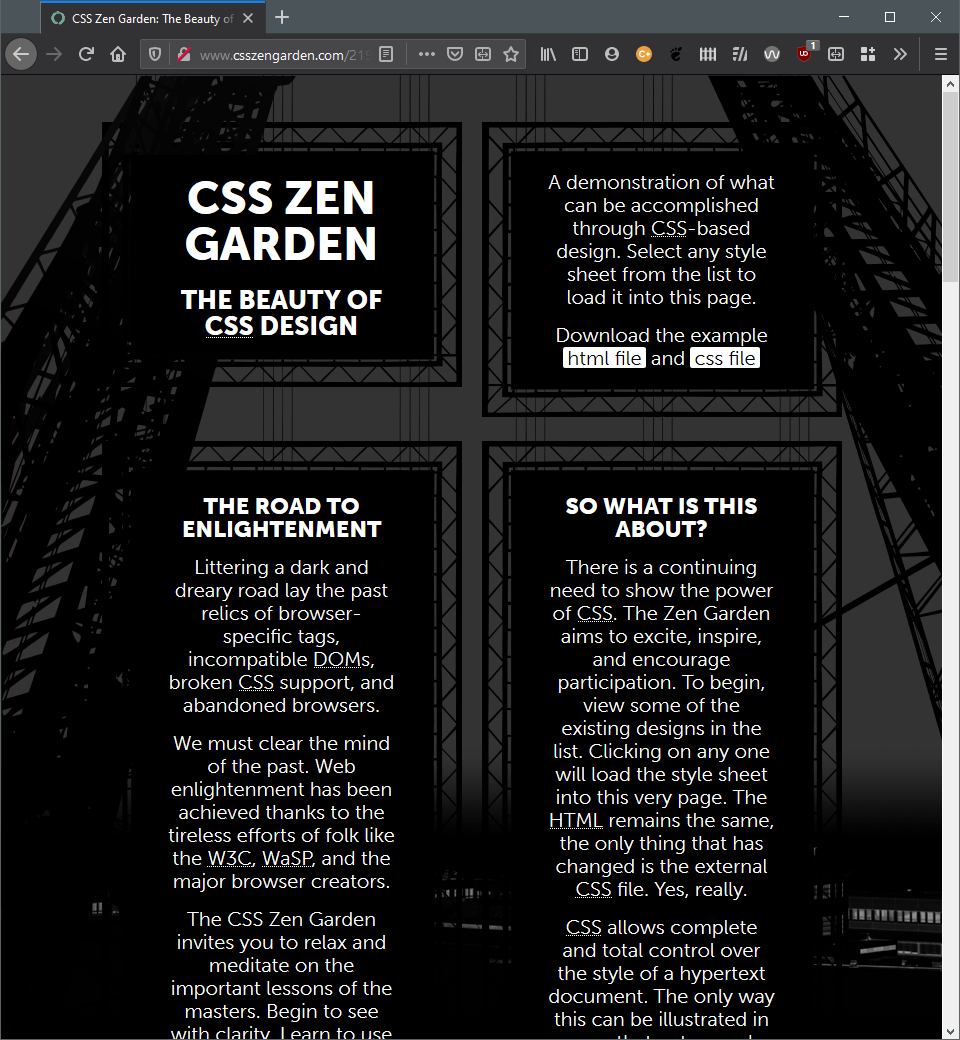 CSS Zen Garden: The Beauty of
www.csszengarden.com/219
1
CSS ZEN
GARDEN
THE BEAUTY OF
CSS DESIGN
A demonstration of what
can be accomplished
through CSS-based
design. Select any style
sheet from the list to
load it into this page.
Download the example
html file and css file
THE ROAD TO
ENLIGHTENMENT
Littering a dark and
dreary road lay the past
relics of browser-
specific tags,
incompatible DOMs,
broken CSS support, and
abandoned browsers.
We must clear the mind
of the past. Web
enlightenment has been
achieved thanks to the
tireless efforts of folk like
the W3C, WaSP, and the
major browser creators.
The CSS Zen Garden
invites you to relax and
meditate on the
important lessons of the
masters. Begin to see
with clarity. Learn to use
SO WHAT IS THIS
ABOUT?
There is a continuing
need to show the power
of CSS. The Zen Garden
aims to excite, inspire,
and encourage
participation. To begin,
view some of the
existing designs in the
list. Clicking on any one
will load the style sheet
into this very page. The
HTML remains the same,
the only thing that has
changed is the external
CSS file. Yes, really.
CSS allows complete
and total control over
the style of a hypertext
document. The only way
this can be illustrated in